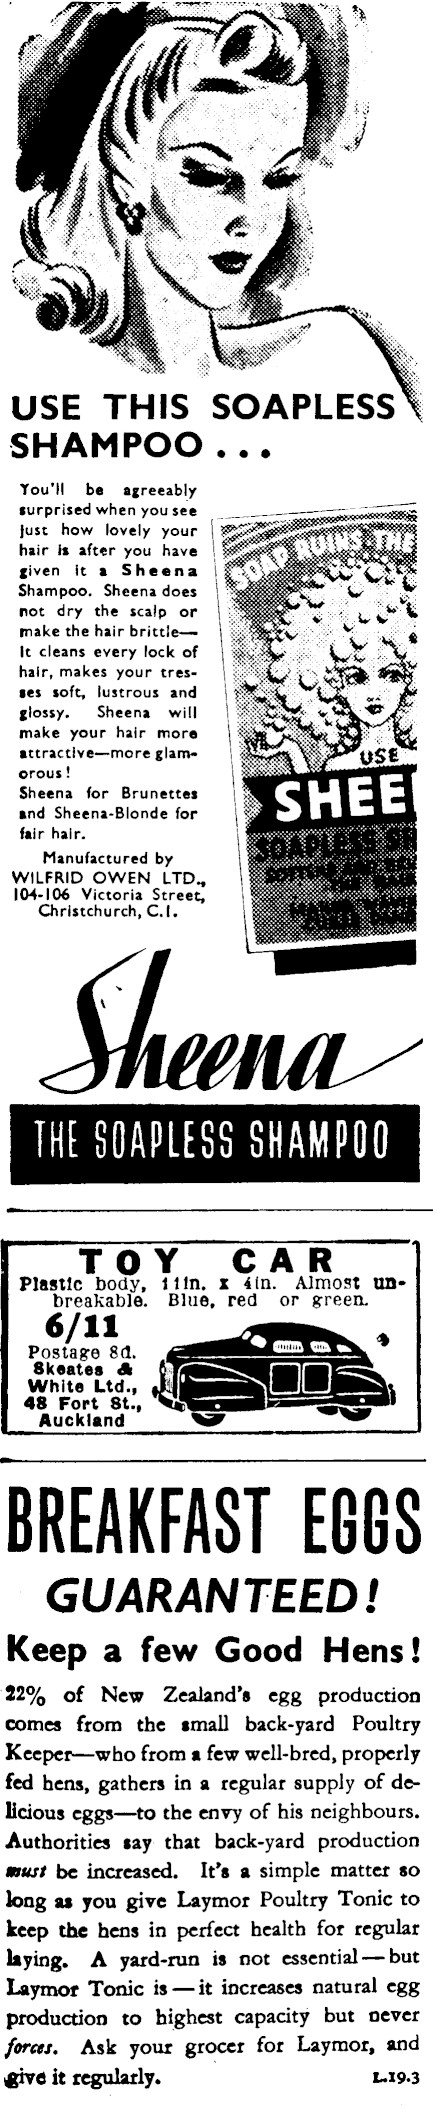 USE THIS SOAPLESS
SHAMPOO ...
You'll be agreeably
surprised when you see
just how lovely your
hair is after you have
given it a Sheena
Shampoo. Sheena does
not dry the scalp or
make the hair brittle—
It cleans every lock of
hair, makes your tres-
ses soft, lustrous and
glossy. Sheena will
make your hair more
attractive—more glam-
orous!
Sheena for Brunettes
and Sheena-Blonde for
fair hair.
Manufactured by
WILFRID OWEN LTD.,
104-106 Victoria Street,
Christchurch, C.I.
SOAP RUINS THE
USE
SHEE
SOAPLESS SH
Sheena
THE SOAPLESS SHAMPOO
TOY CAR
Plastic body, 11in. x 4in. Almost un-
breakable. Blue, red or green.
6/11
Postage 8d.
Skeates &
White Ltd.,
48 Fort St.,
Auckland
BREAKFAST EGGS
GUARANTEED!
Keep a few Good Hens!
22% of New Zealand's egg production
comes from the small back-yard Poultry
Keeper—who from a few well-bred, properly
fed hens, gathers in a regular supply of de-
licious eggs—to the envy of his neighbours.
Authorities say that back-yard production
must be increased. It's a simple matter so
long as you give Laymor Poultry Tonic to
keep the hens in perfect health for regular
laying. A yard-run is not essential—but
Laymor Tonic is—it increases natural egg
production to highest capacity but never
forces. Ask your grocer for Laymor, and
give it regularly. L.19.3